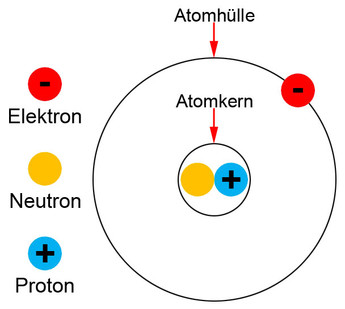 Atomhülle
Atomkern
-
-
Elektron
+
Neutron
+
Proton